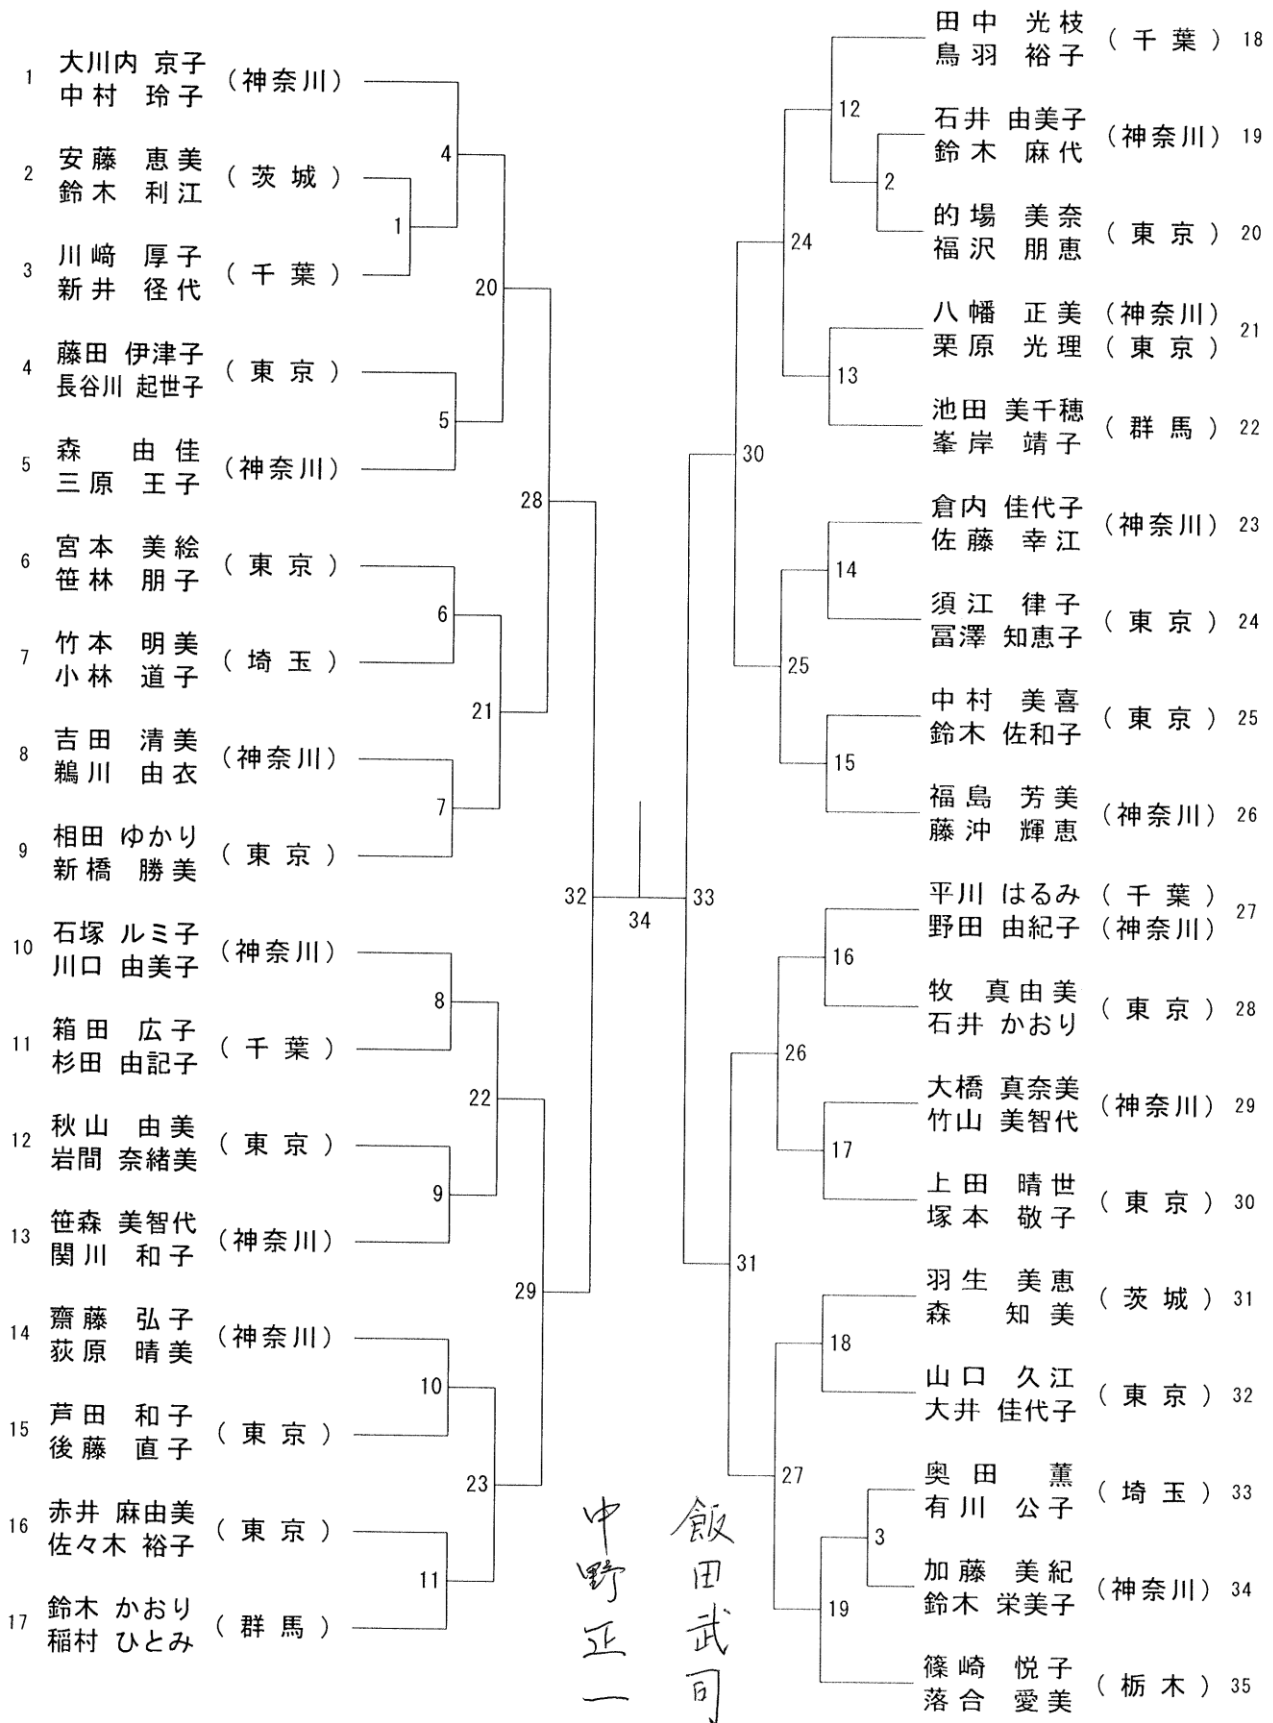 1 大川内 京子 (神奈川)
中村 玲子
2 安藤 恵美 (茨城)
鈴木 利江
3 川﨑 厚子 (千葉)
新井 径代
4 藤田 伊津子 (東京)
長谷川 起世子
5 森 由佳 (神奈川)
三原 王子
6 宮本 美絵 (東京)
笹林 朋子
7 竹本 明美 (埼玉)
小林 道子
8 吉田 清美 (神奈川)
鵜川 由衣
9 相田 ゆかり (東京)
新橋 勝美
10 石塚 ルミ子 (神奈川)
川口 由美子
11 箱田 広子 (千葉)
杉田 由記子
12 秋山 由美 (東京)
岩間 奈緒美
13 笹森 美智代 (神奈川)
関川 和子
14 齋藤 弘子 (神奈川)
荻原 晴美
15 芦田 和子 (東京)
後藤 直子
16 赤井 麻由美 (東京)
佐々木 裕子
17 鈴木 かおり (群馬)
稲村 ひとみ
4
1
20
5
28
6
21
7
32
8
22
9
29
10
23
11
34
33
12
2
24
13
30
14
25
15
16
26
17
31
18
27
3
19
田中 光枝 (千葉) 18
鳥羽 裕子
石井 由美子 (神奈川) 19
鈴木 麻代
的場 美奈 (東京) 20
福沢 朋恵
八幡 正美 (神奈川) 21
栗原 光理 (東京)
池田 美千穂 (群馬) 22
峯岸 靖子
倉内 佳代子 (神奈川) 23
佐藤 幸江
須江 律子 (東京) 24
冨澤 知恵子
中村 美喜 (東京) 25
鈴木 佐和子
福島 芳美 (神奈川) 26
藤沖 輝恵
平川 はるみ (千葉) 27
野田 由紀子 (神奈川)
牧 真由美 (東京) 28
石井 かおり
大橋 真奈美 (神奈川) 29
竹山 美智代
上田 晴世 (東京) 30
塚本 敬子
羽生 美恵 (茨城) 31
森 知美
山口 久江 (東京) 32
大井 佳代子
奥田 薫 (埼玉) 33
有川 公子
加藤 美紀 (神奈川) 34
鈴木 栄美子
篠崎 悦子 (栃木) 35
落合 愛美
飯田武司
中野正一